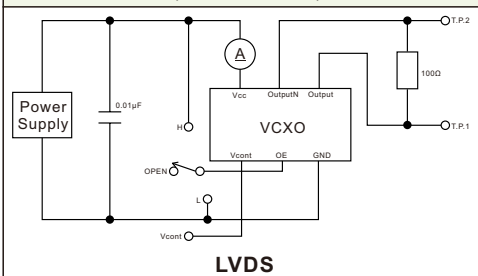 T.P.2
A
100Ω
0.01μF
Vcc
OutputN
Output
Power
Supply
H
VCXO
T.P.1
Vcont
OE
GND
OPEN
L
Vcont
LVDS